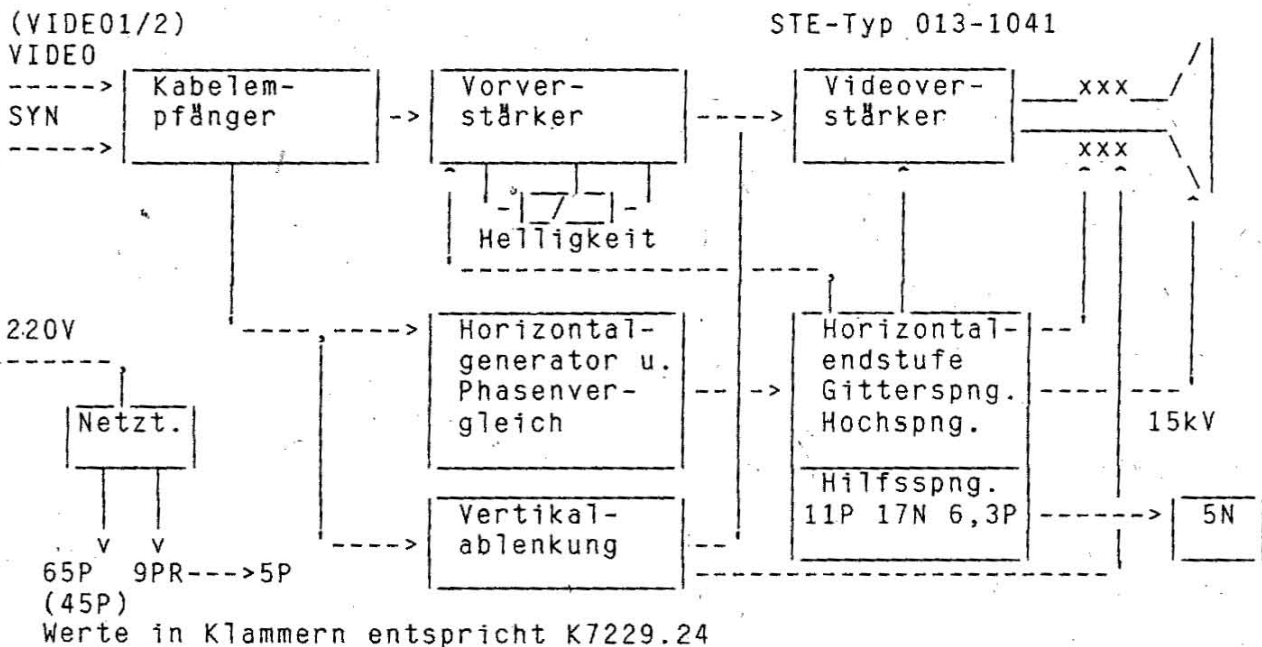 (VIDEO1/2)
STE-Typ 013-1041
VIDEO
SYN
Kabelem-
pfänger
Vorver-
stärker
Videover-
stärker
xxx
xxx
Helligkeit
220V
Netzt.
65P 9PR--->5P
(45P)
Horizontal-
generator u.
Phasenver-
gleich
Vertikal-
ablenkung
Horizontal-
endstufe
Gitterspng.
Hochspng.
Hilfsspng.
11P 17N 6,3P
15kV
5N
Werte in Klammern entspricht K7229.24